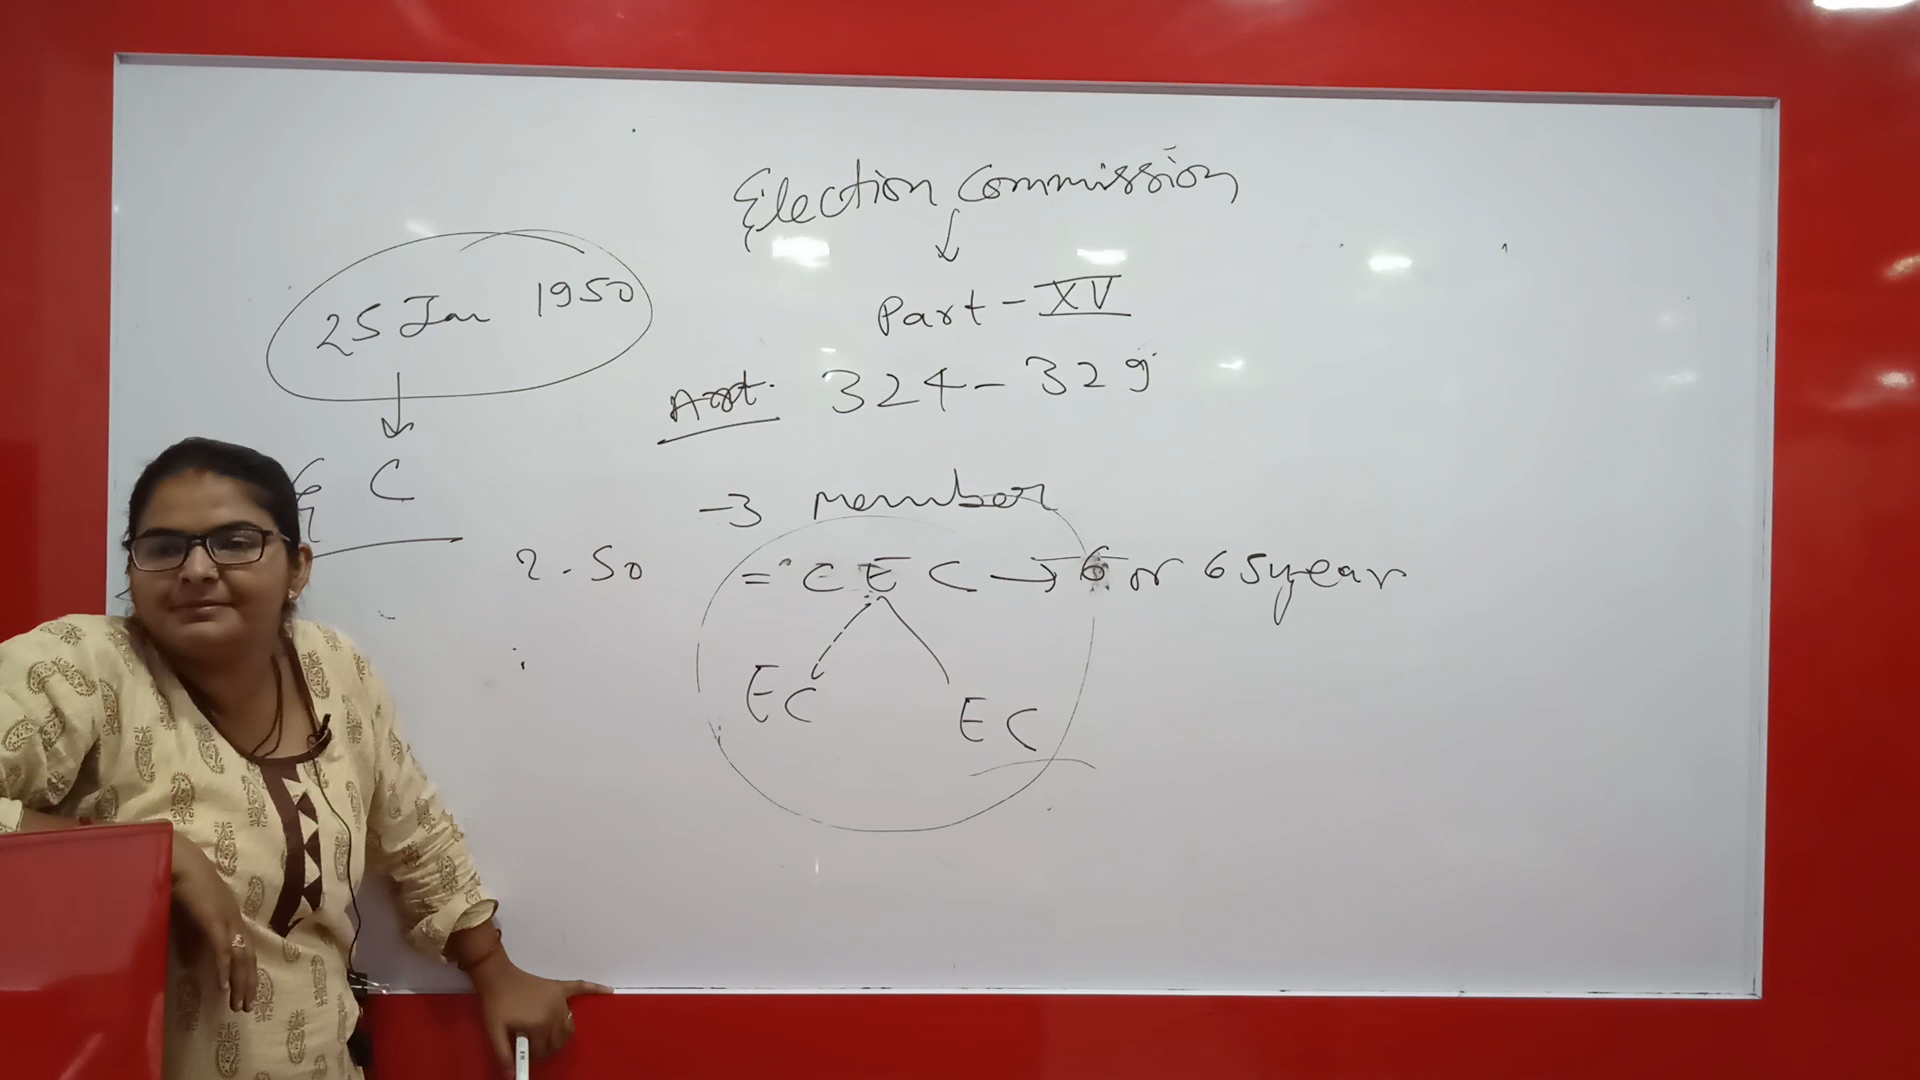 Election Commission
Part - XV
Art. 324 - 329
25 Jan 1950
E C
- 3 Member
2.50
= C E C → 6 or 65 year
EC
EC